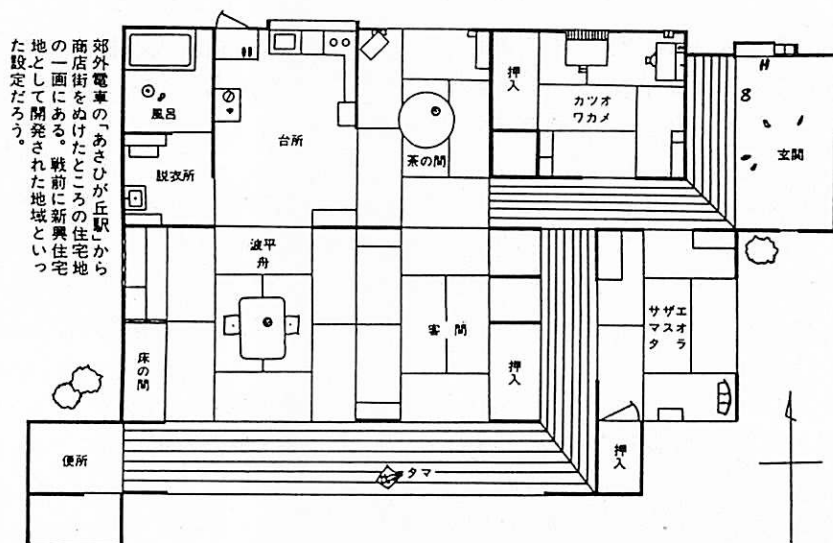 郊外電車の「あさひが丘駅」から
商店街をぬけたところの住宅地
の一画にある。戦前に新興住宅
地として開発された地域といっ
た設定だろう。
風呂
脱衣所
台所
茶の間
押入
カツオ
ワカメ
玄関
波平
舟
床の間
客間
押入
サザエ
マスオ
タラ
押入
便所
タマ